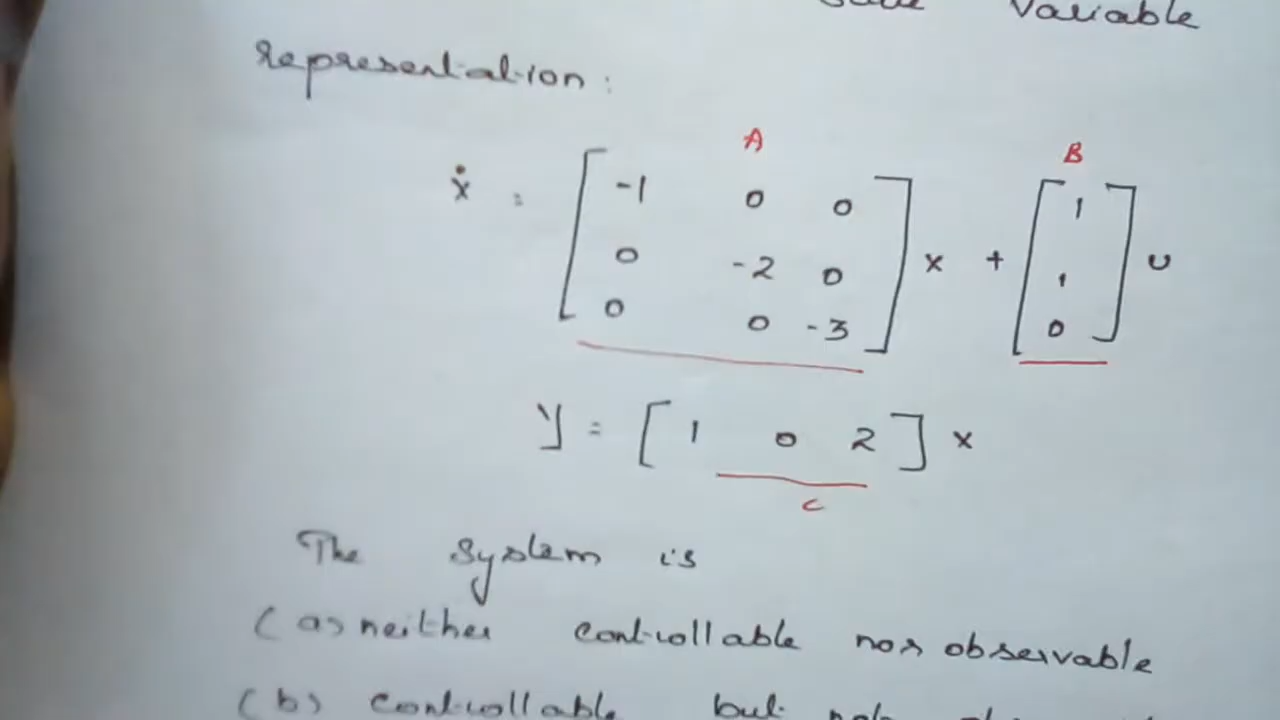 Variable
representation:
A B
ẋ = [ -1 0 0 ; 0 -2 0 ; 0 0 -3 ] x + [ 1 ; 1 ; 0 ] u
y = [ 1 0 2 ] x
C
The system is
(a) neither controllable nor observable
(b) controllable but not